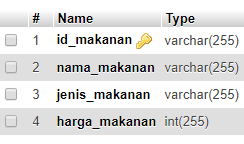 # Name Type
1 id_makanan varchar(255)
2 nama_makanan varchar(255)
3 jenis_makanan varchar(255)
4 harga_makanan int(255)